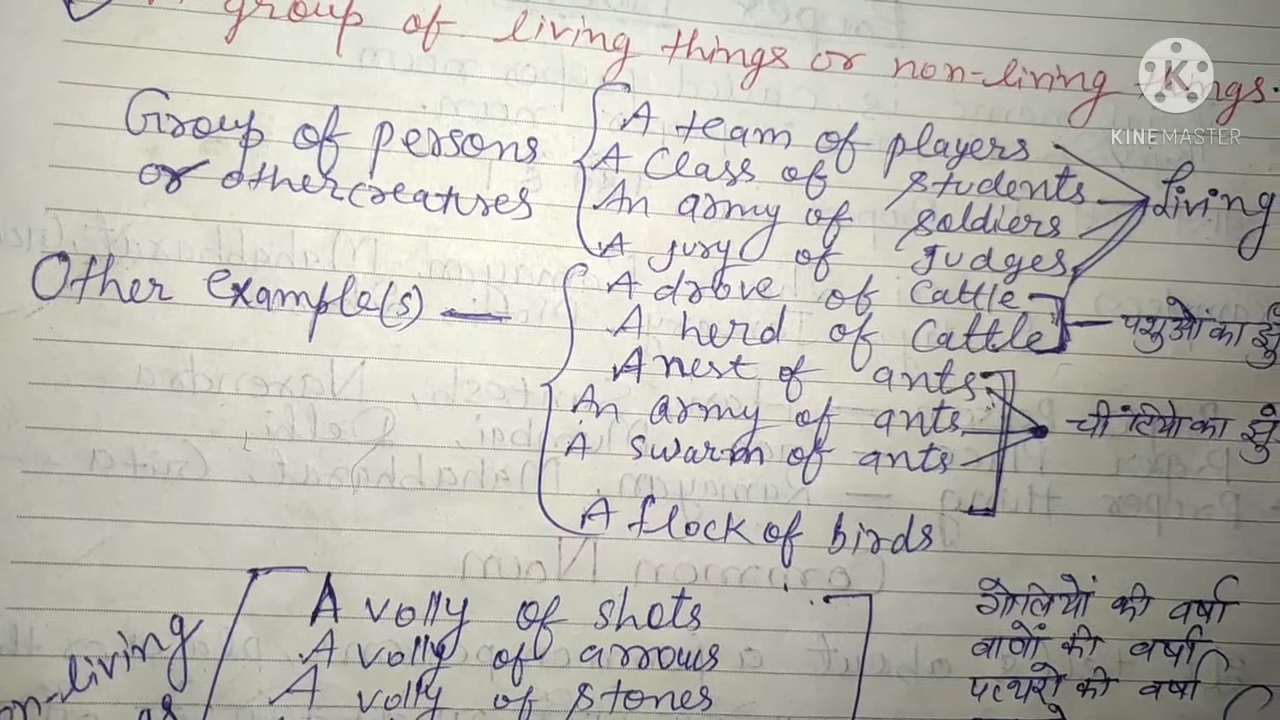 group of living things or non-living things.
KINEMASTER
Group of persons
or other creatures
A team of players
A Class of students
An army of soldiers
A jury of Judges
Living
Other example(s) —
A drove of cattle
A herd of Cattle — पशुओं का
A nest of ants
An army of ants
चींटियो का
A swarm of ants
A flock of birds
non-living
as
A volly of shots
गोलियों की वर्षा
A volly of arrows
वाणों की वर्षा
A volly of stones
पत्थरो की वर्षा